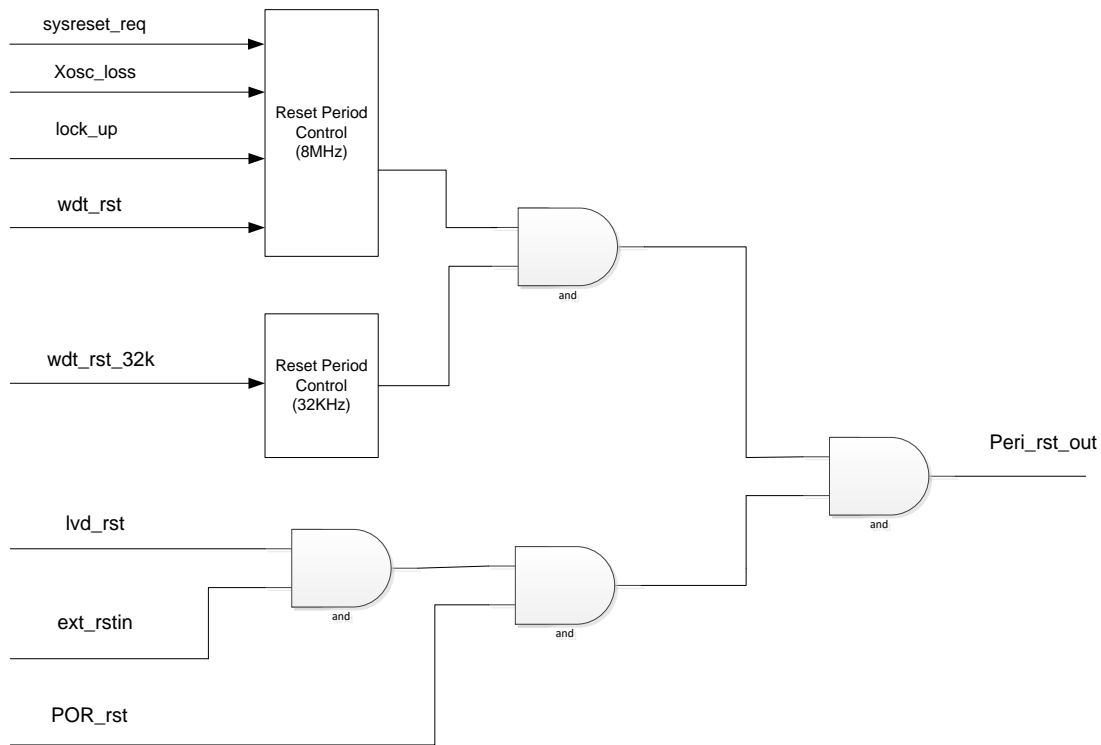 sysreset_req
Xosc_loss
lock_up
wdt_rst
Reset Period
Control
(8MHz)
and
wdt_rst_32k
Reset Period
Control
(32KHz)
Peri_rst_out
and
lvd_rst
ext_rstin
and
and
POR_rst